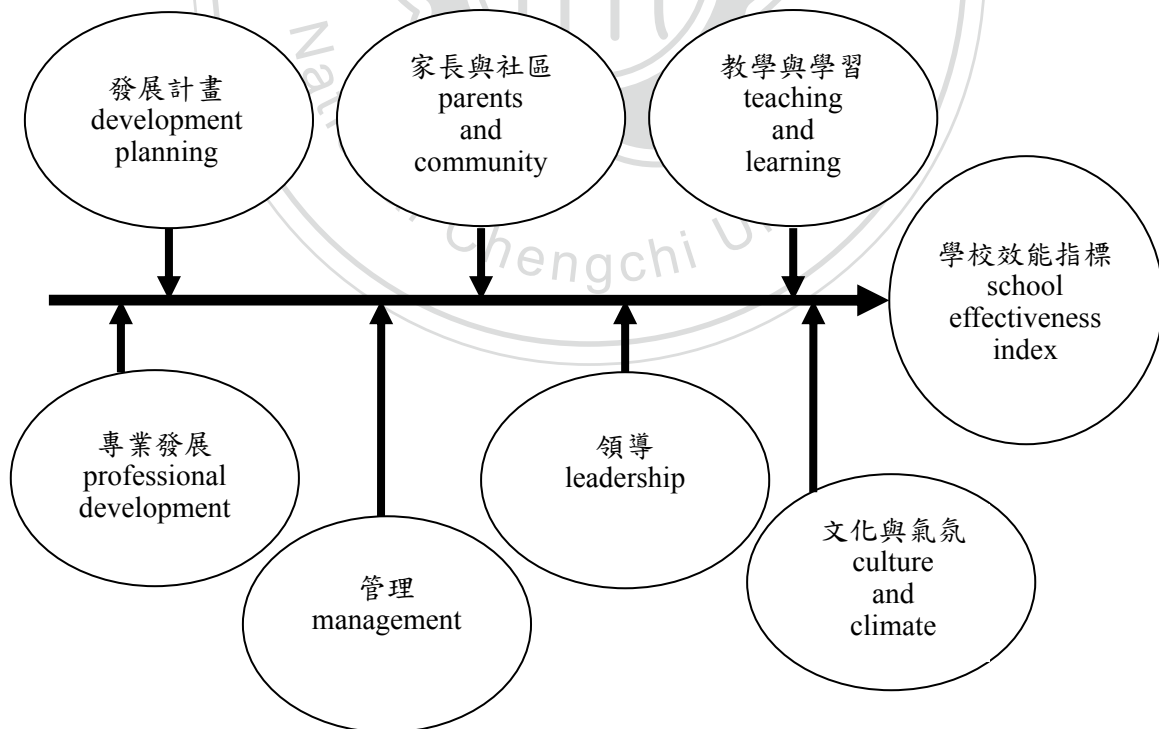 發展計畫
development
planning
家長與社區
parents
and
community
教學與學習
teaching
and
learning
學校效能指標
school
effectiveness
index
專業發展
professional
development
管理
management
領導
leadership
文化與氣氛
culture
and
climate
Chengchi U